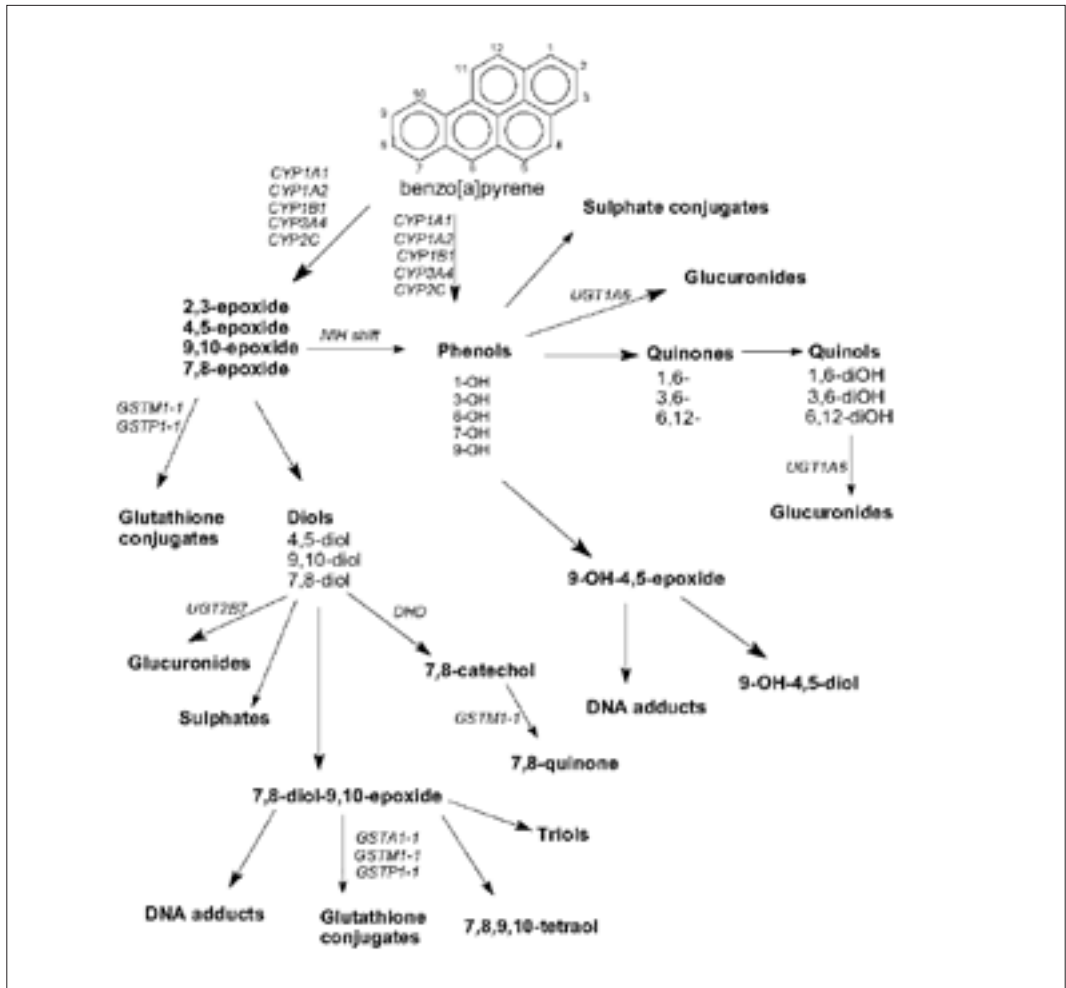 12
1
11
2
10
3
9
8
4
7
6
5
benzo[a]pyrene
CYP1A1
CYP1A2
CYP1B1
CYP3A4
CYP2C
CYP1A1
CYP1A2
CYP1B1
CYP3A4
CYP2C
Sulphate conjugates
UGT1A6
Glucuronides
2,3-epoxide
4,5-epoxide
9,10-epoxide
7,8-epoxide
NIH shift
Phenols
1-OH
3-OH
6-OH
7-OH
9-OH
Quinones
1,6-
3,6-
6,12-
Quinols
1,6-diOH
3,6-diOH
6,12-diOH
GSTM1-1
GSTP1-1
UGT1A6
Glutathione
conjugates
Diols
4,5-diol
9,10-diol
7,8-diol
Glucuronides
9-OH-4,5-epoxide
UGT2B7
DHD
Glucuronides
Sulphates
7,8-catechol
GSTM1-1
7,8-quinone
DNA adducts
9-OH-4,5-diol
7,8-diol-9,10-epoxide
GSTA1-1
GSTM1-1
GSTP1-1
Triols
DNA adducts
Glutathione
conjugates
7,8,9,10-tetraol